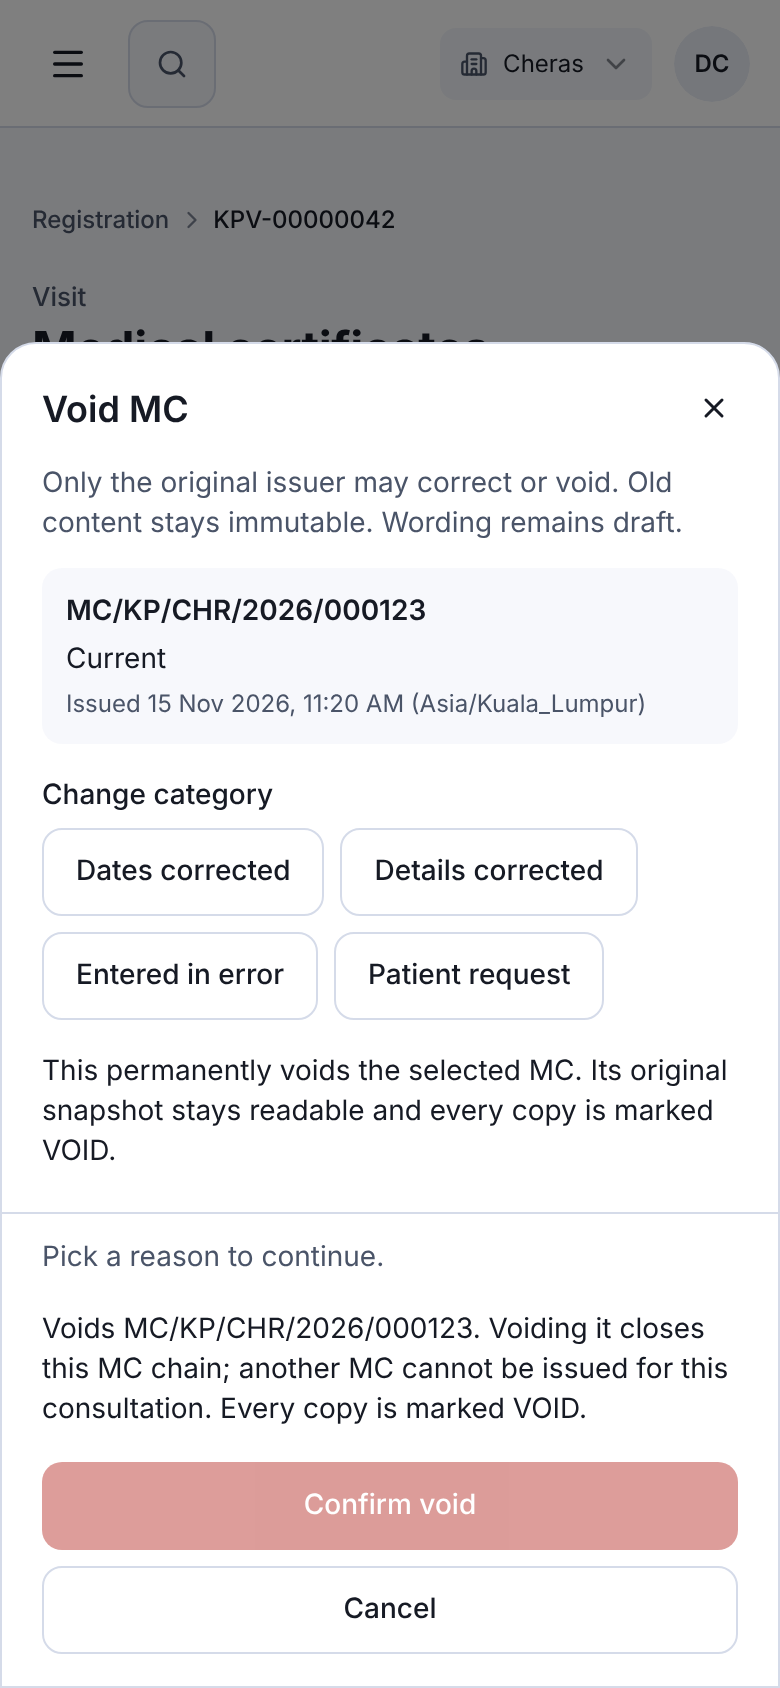 Cheras
DC
Registration > KPV-00000042
Visit
Medical certificates
Void MC
Only the original issuer may correct or void. Old
content stays immutable. Wording remains draft.
MC/KP/CHR/2026/000123
Current
Issued 15 Nov 2026, 11:20 AM (Asia/Kuala_Lumpur)
Change category
Dates corrected
Details corrected
Entered in error
Patient request
This permanently voids the selected MC. Its original
snapshot stays readable and every copy is marked
VOID.
Pick a reason to continue.
Voids MC/KP/CHR/2026/000123. Voiding it closes
this MC chain; another MC cannot be issued for this
consultation. Every copy is marked VOID.
Confirm void
Cancel